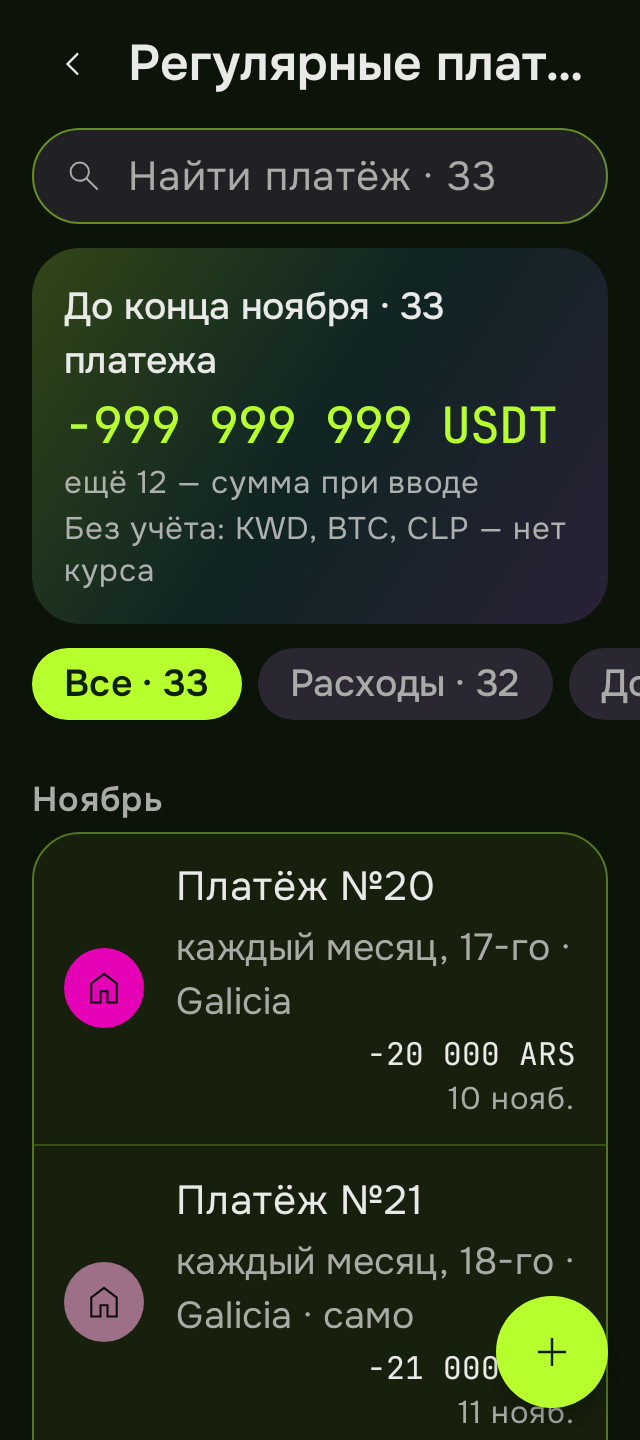 Регулярные плат...
Найти платёж · 33
До конца ноября · 33
платежа
-999 999 999 USDT
ещё 12 — сумма при вводе
Без учёта: KWD, BTC, CLP — нет
курса
Все · 33
Расходы · 32
Ноябрь
Платёж №20
каждый месяц, 17-го ·
Galicia
-20 000 ARS
10 нояб.
Платёж №21
каждый месяц, 18-го ·
Galicia · само
-21 000
11 нояб.